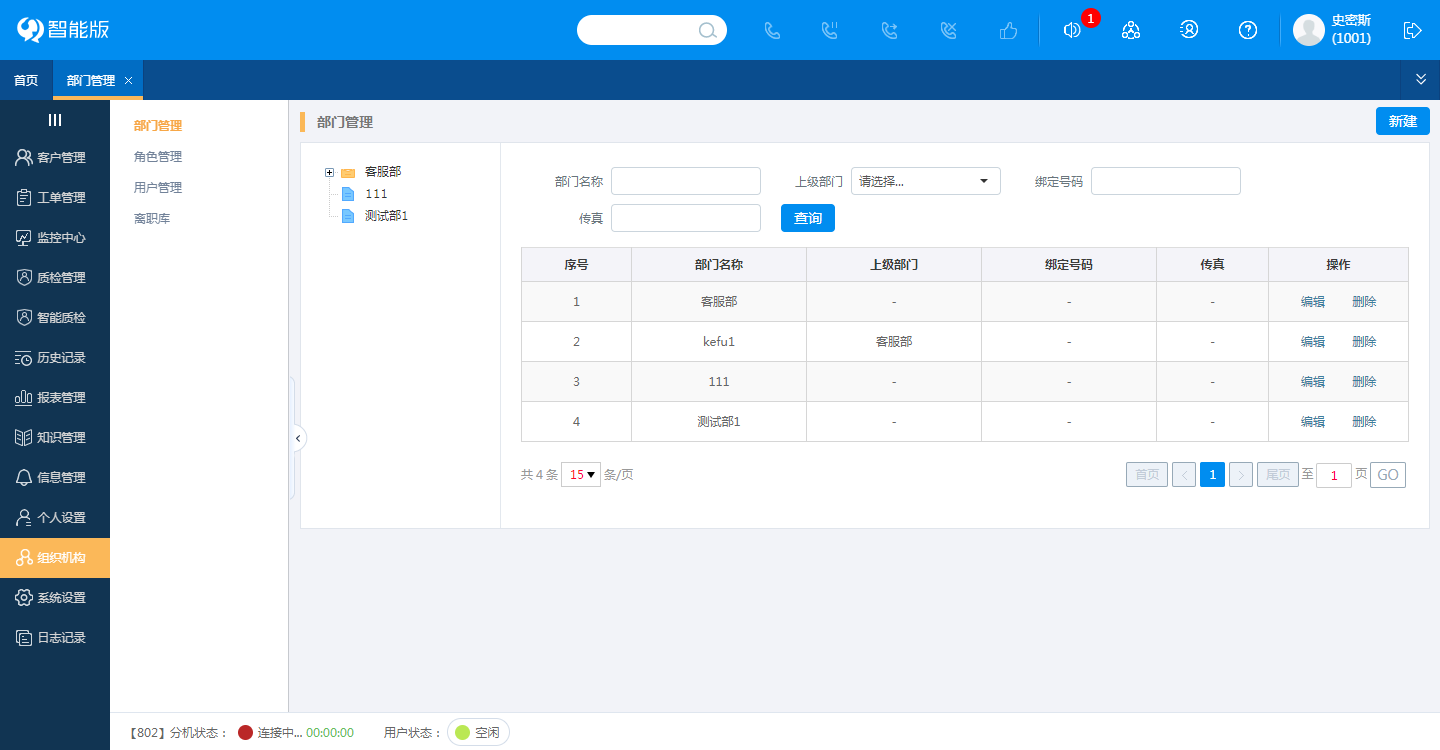 智能版
1
史密斯
(1001)
首页
部门管理
客户管理
工单管理
监控中心
质检管理
智能质检
历史记录
报表管理
知识管理
信息管理
个人设置
组织机构
系统设置
日志记录
部门管理
角色管理
用户管理
离职库
部门管理
新建
客服部
111
测试部1
部门名称 上级部门 请选择... 绑定号码
传真 查询
序号 部门名称 上级部门 绑定号码 传真 操作
1 客服部 - - - 编辑 删除
2 kefu1 客服部 - - 编辑 删除
3 111 - - - 编辑 删除
4 测试部1 - - - 编辑 删除
共 4 条 15 条/页 首页 < 1 > 尾页 至 1 页 GO
【802】分机状态： 连接中... 00:00:00 用户状态： 空闲